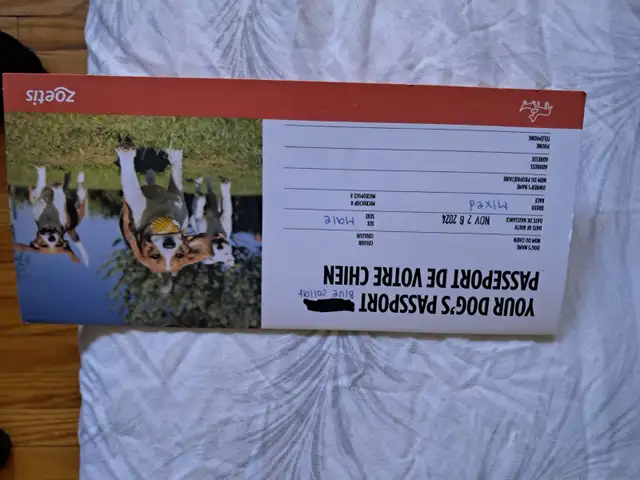 YOUR DOG'S PASSPORT Blue collar
PASSEPORT DE VOTRE CHIEN
DOG'S NAME
NOM DU CHIEN
COLOUR
COULEUR
DATE OF BIRTH
DATE DE NAISSANCE
NOV 28 2024
SEX
SEXE
Male
BREED
RACE
Mixed
MICROCHIP #
MICROPUCE #
OWNER'S NAME
NOM DU PROPRIÉTAIRE
ADDRESS
ADRESSE
PHONE
TÉLÉPHONE
zoetis